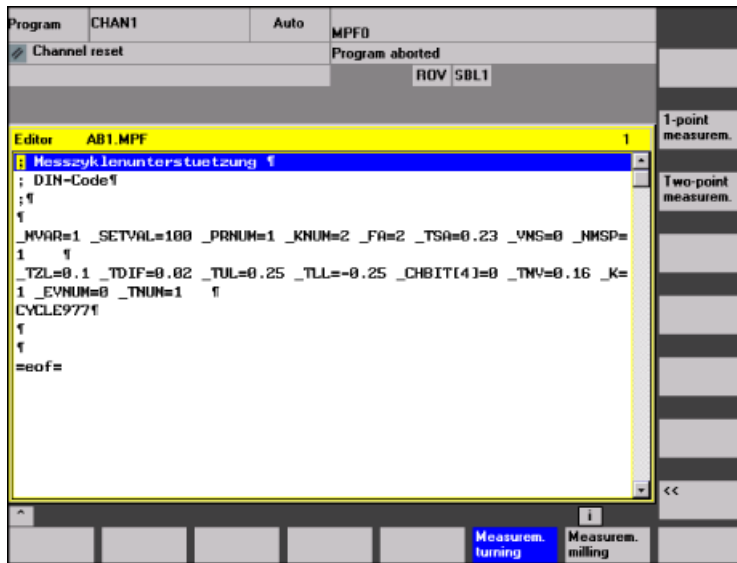 Program CHAN1 Auto MPF0
Channel reset Program aborted
ROV SBL1
1-point
measurem.
Two-point
measurem.
Editor AB1.MPF 1
; Messzyklenunterstuetzung ¶
; DIN-Code¶
;¶
¶
_MVAR=1 _SETVAL=100 _PRNUM=1 _KNUM=2 _FA=2 _TSA=0.23 _VMS=0 _NMSP=
1 ¶
_TZL=0.1 _TDIF=0.02 _TUL=0.25 _TLL=-0.25 _CHBIT[4]=0 _TMV=0.16 _K=
1 _EVNUM=0 _TNUM=1 ¶
CYCLE977¶
¶
¶
=eof=
<<
^ i
Measurem.
turning
Measurem.
milling